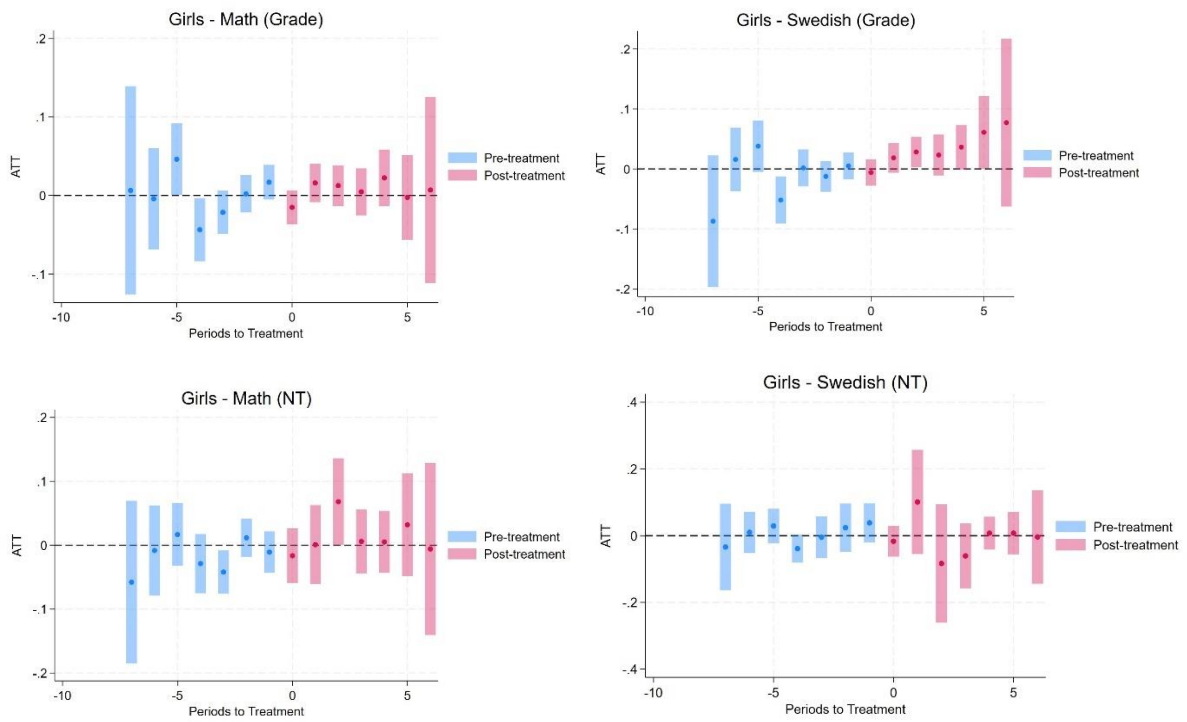 Girls - Math (Grade)
.2
.1
0
-.1
ATT
-10
-5
0
5
Periods to Treatment
Pre-treatment
Post-treatment
Girls - Swedish (Grade)
.2
.1
0
-.1
-.2
ATT
-10
-5
0
5
Periods to Treatment
Pre-treatment
Post-treatment
Girls - Math (NT)
.2
.1
0
-.1
-.2
ATT
-10
-5
0
5
Periods to Treatment
Pre-treatment
Post-treatment
Girls - Swedish (NT)
.4
.2
0
-.2
-.4
ATT
-10
-5
0
5
Periods to Treatment
Pre-treatment
Post-treatment